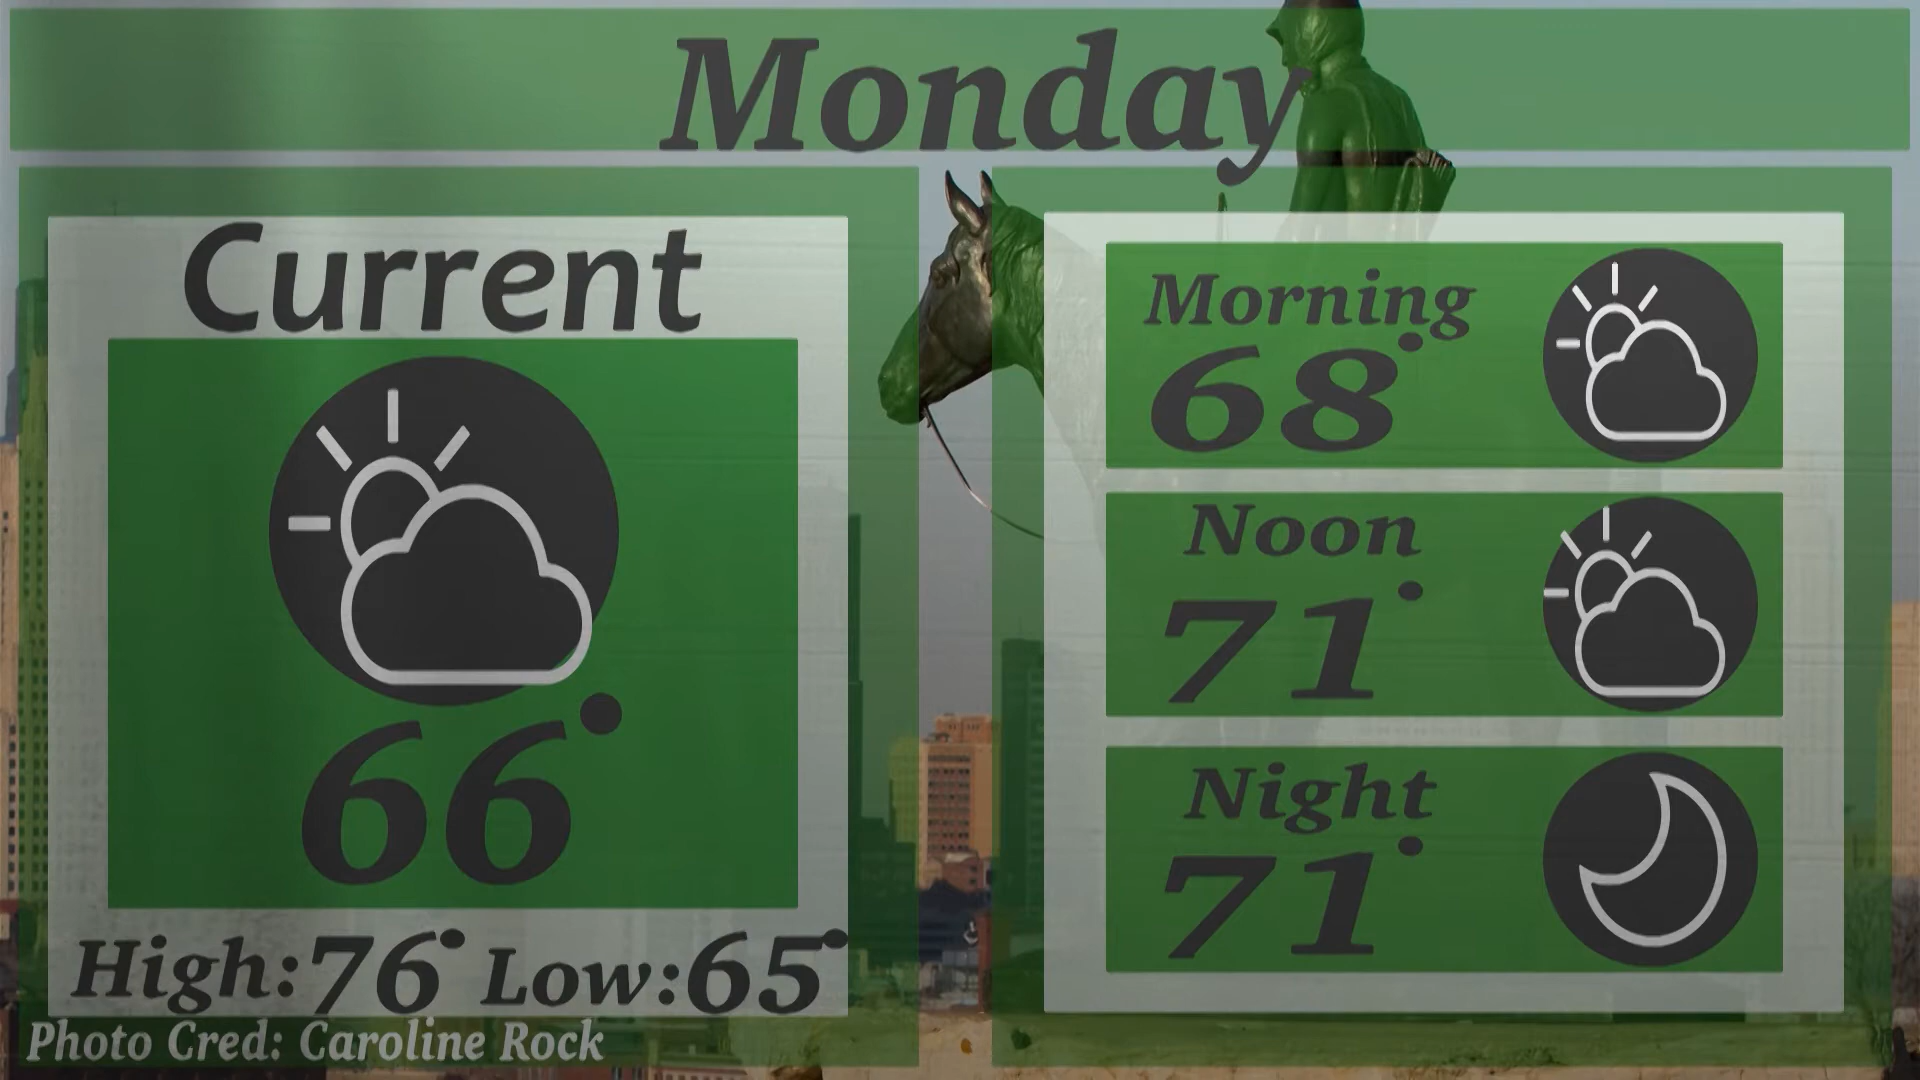 Monday
Current
66°
High:76° Low:65°
Photo Cred: Caroline Rock
Morning
68°
Noon
71°
Night
71°